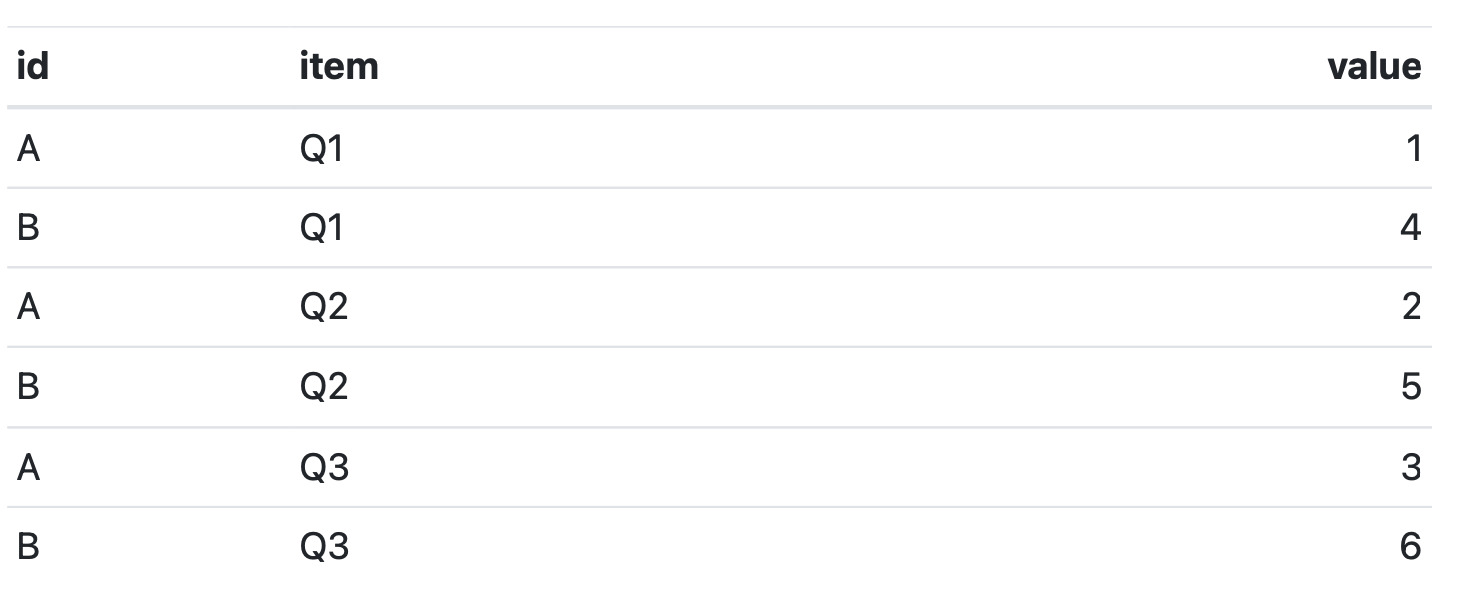 id item value
A Q1 1
B Q1 4
A Q2 2
B Q2 5
A Q3 3
B Q3 6